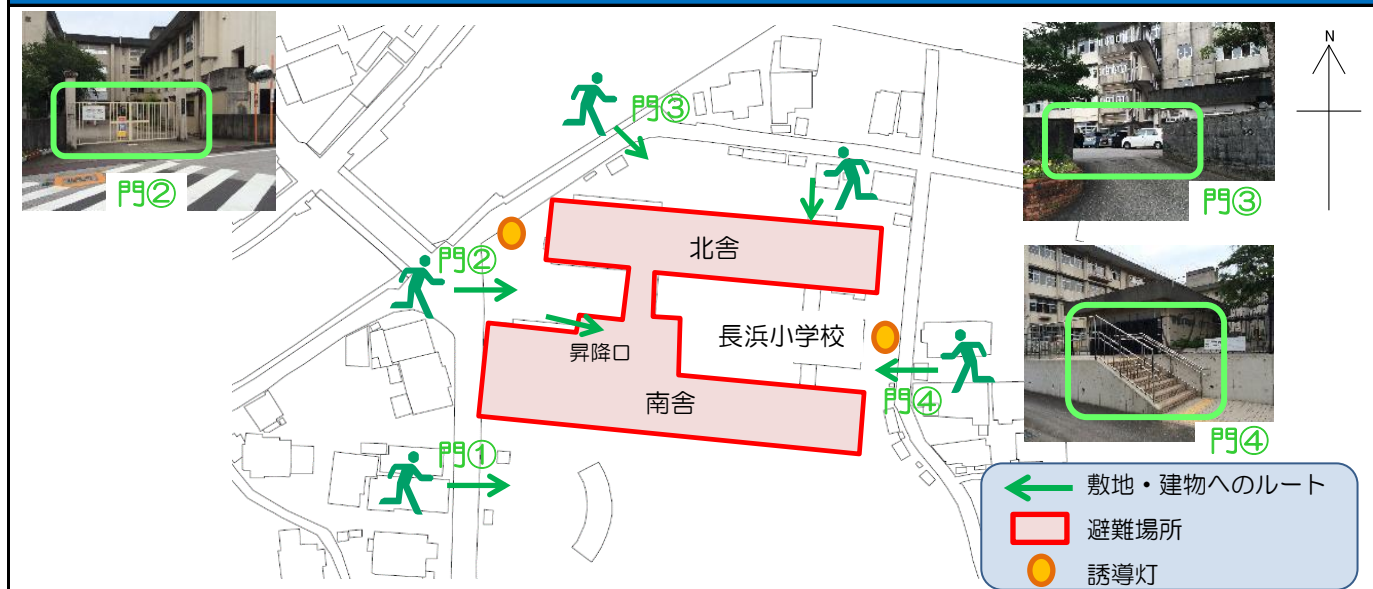 門②
門③
N
門③
北舎
門②
長浜小学校
昇降口
門④
南舎
門④
門①
敷地・建物へのルート
避難場所
誘導灯